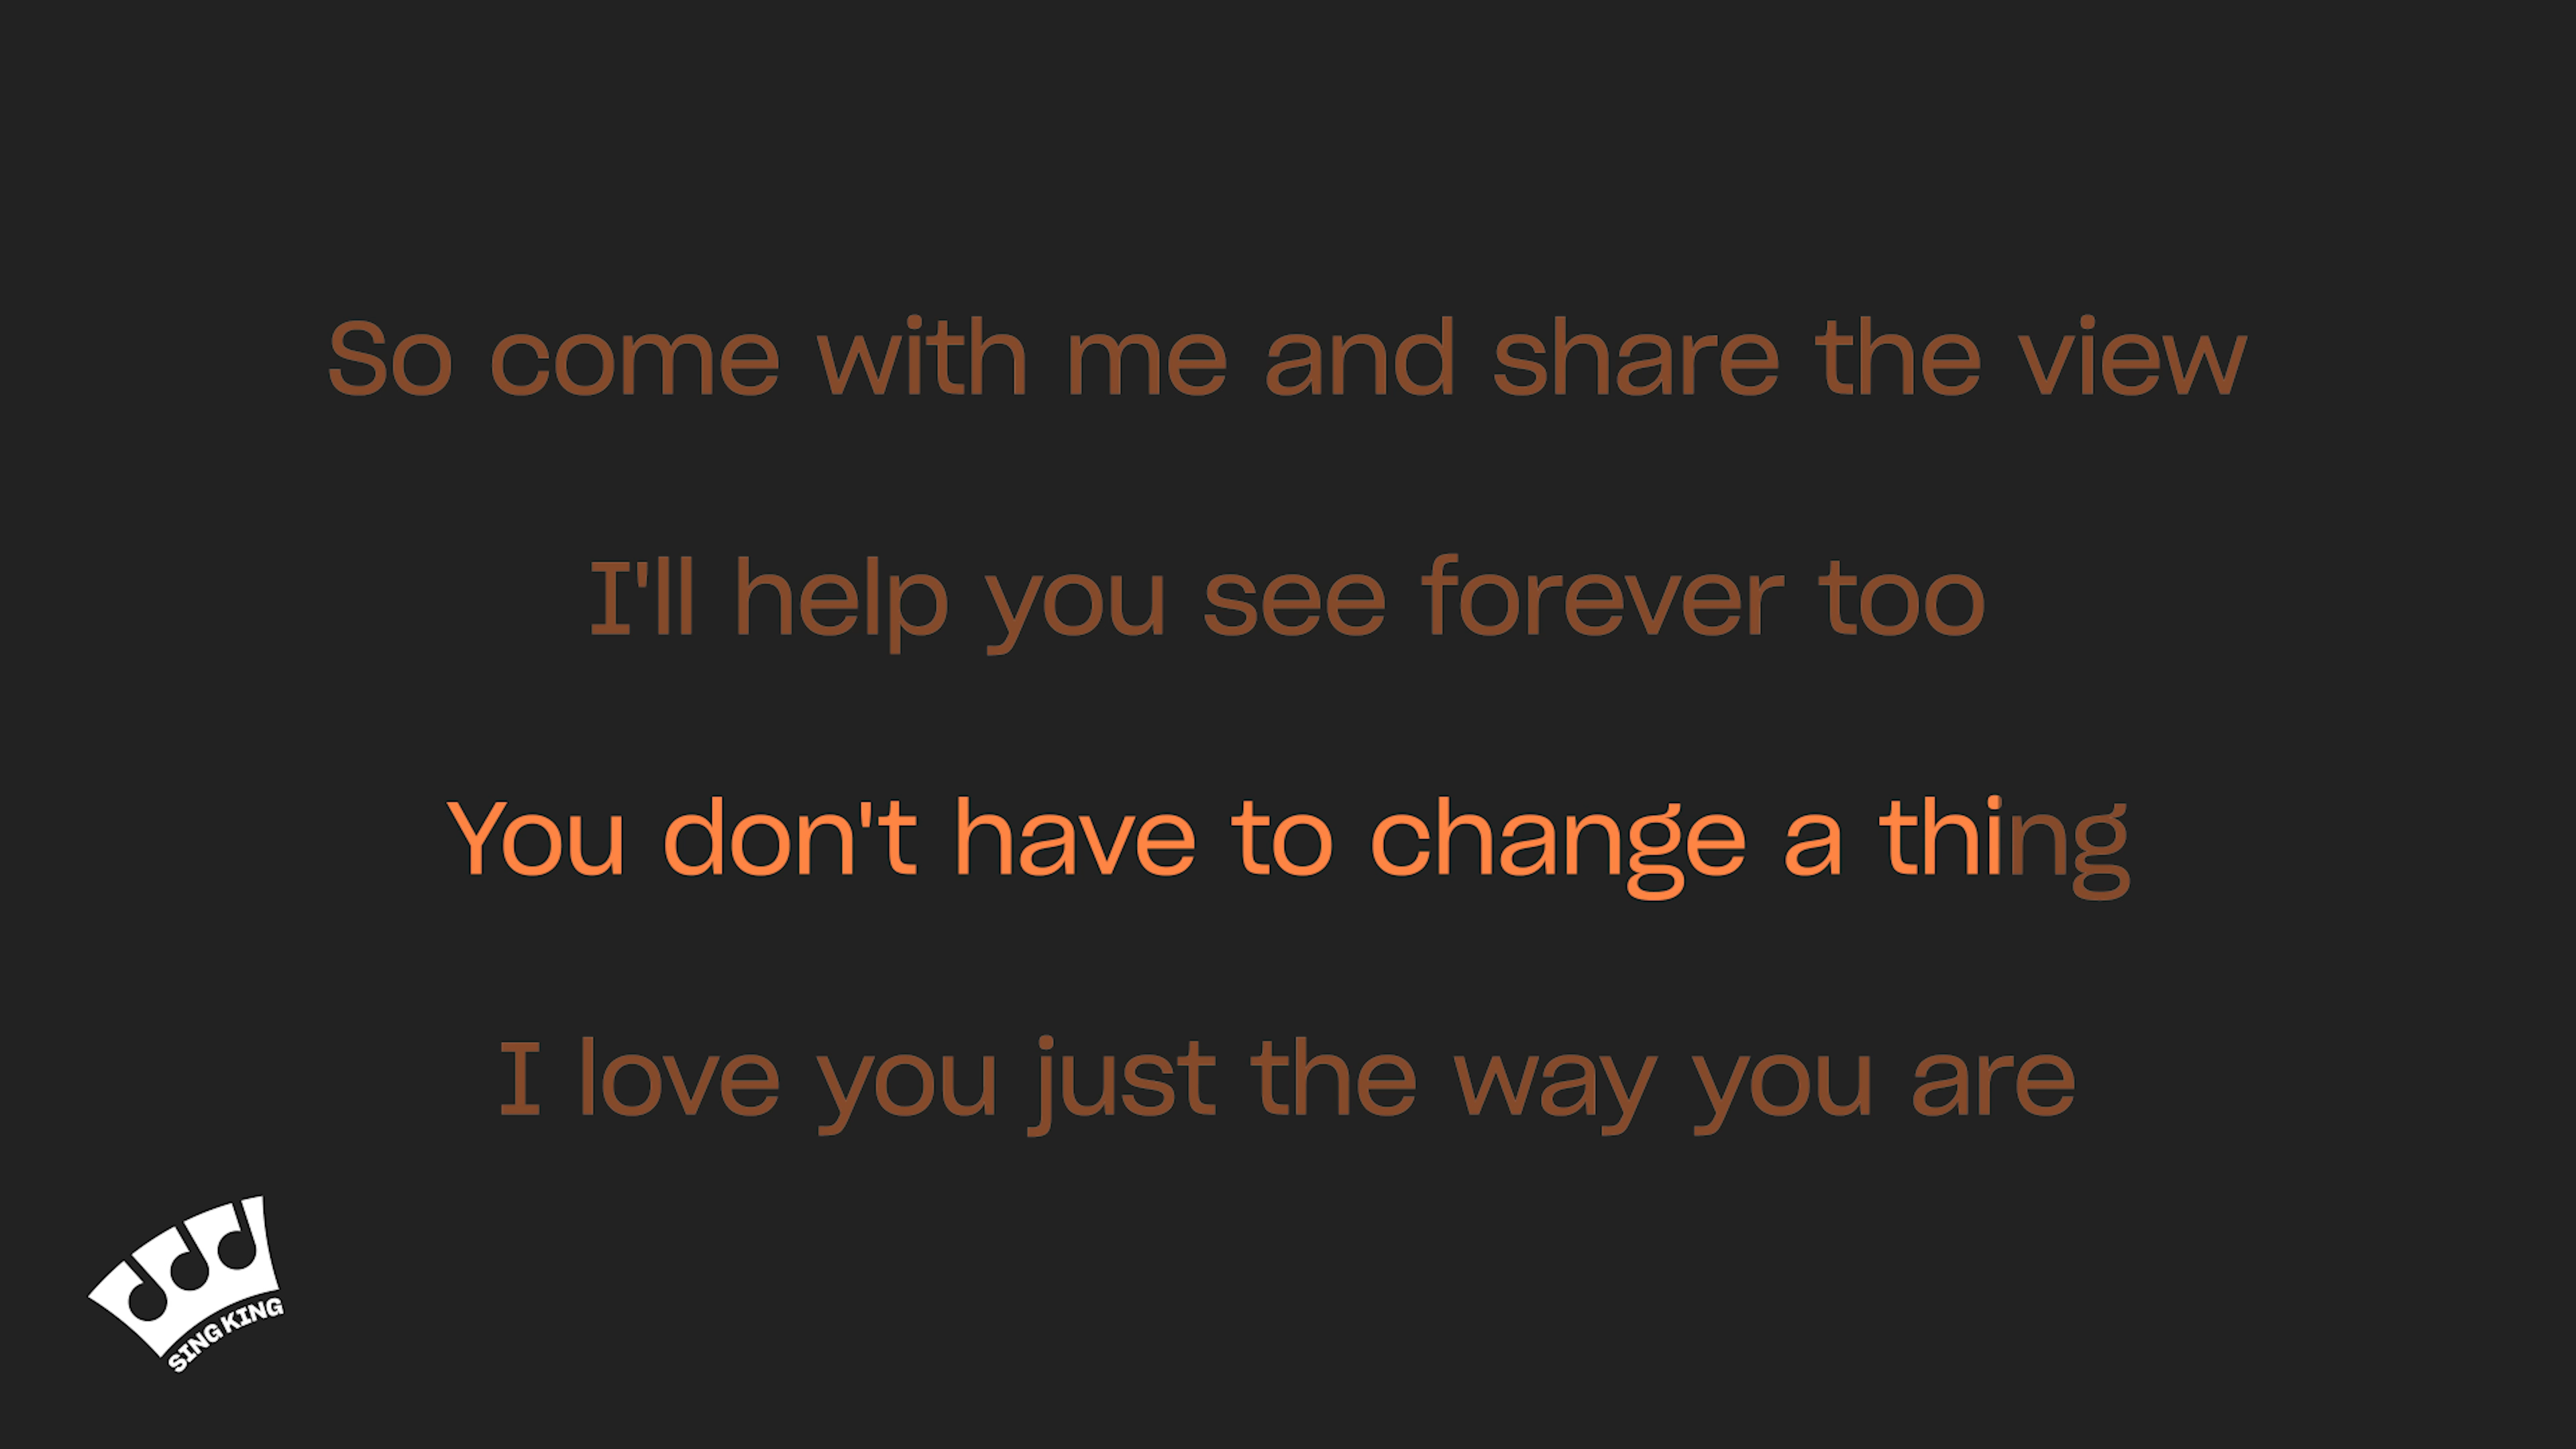 So come with me and share the view
I'll help you see forever too
You don't have to change a thing
I love you just the way you are
SING KING